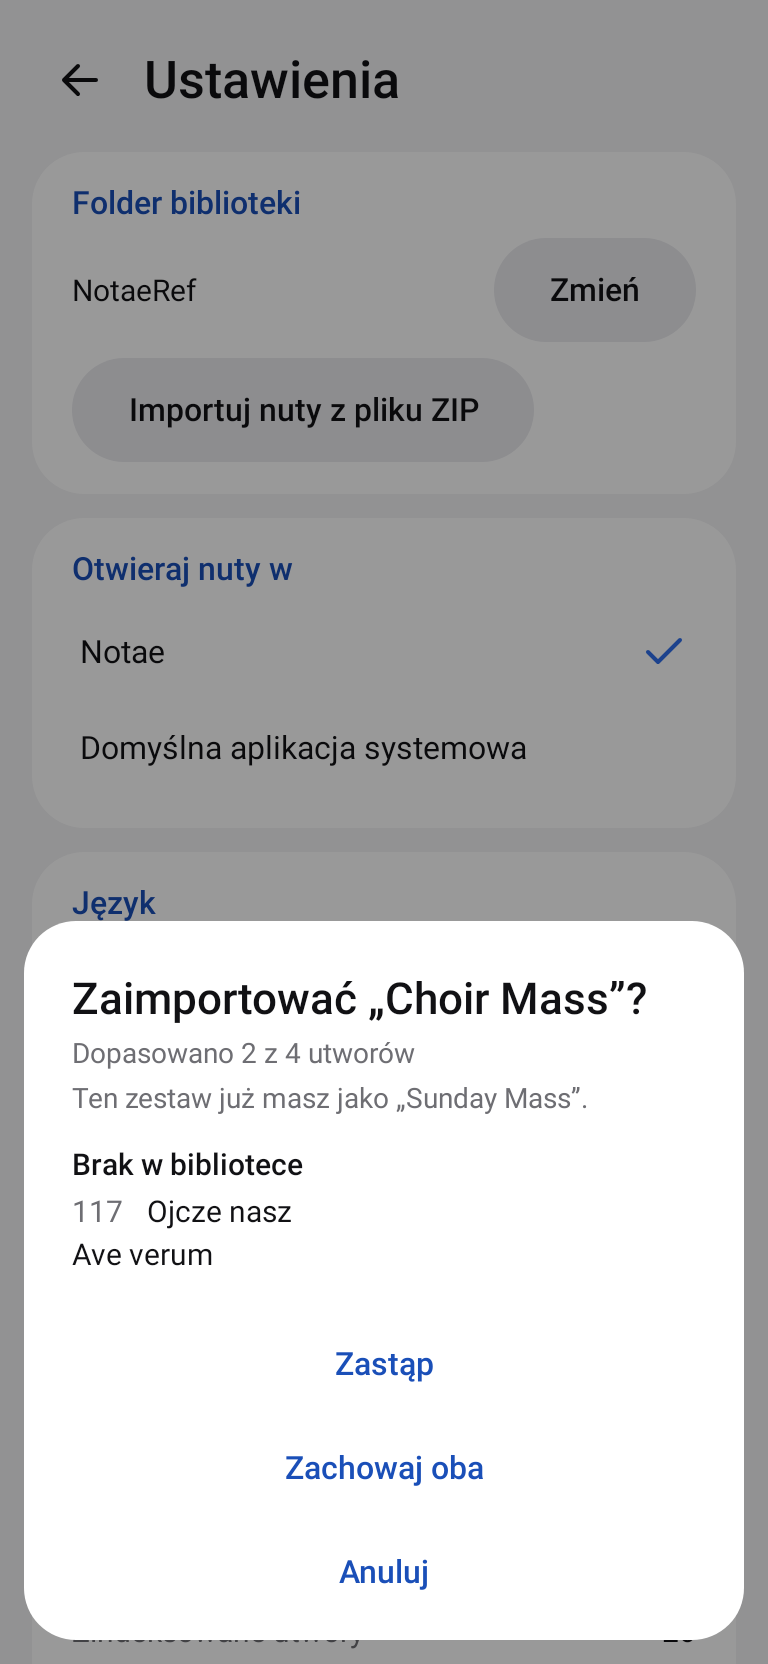 Ustawienia
Folder biblioteki
NotaeRef
Zmień
Importuj nuty z pliku ZIP
Otwieraj nuty w
Notae
Domyślna aplikacja systemowa
Język
Zaimportować „Choir Mass”?
Dopasowano 2 z 4 utworów
Ten zestaw już masz jako „Sunday Mass”.
Brak w bibliotece
117 Ojcze nasz
Ave verum
Zastąp
Zachowaj oba
Anuluj